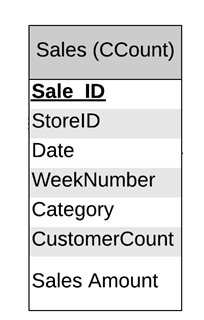 Sales (CCount)
Sale_ID
StoreID
Date
WeekNumber
Category
CustomerCount
Sales Amount